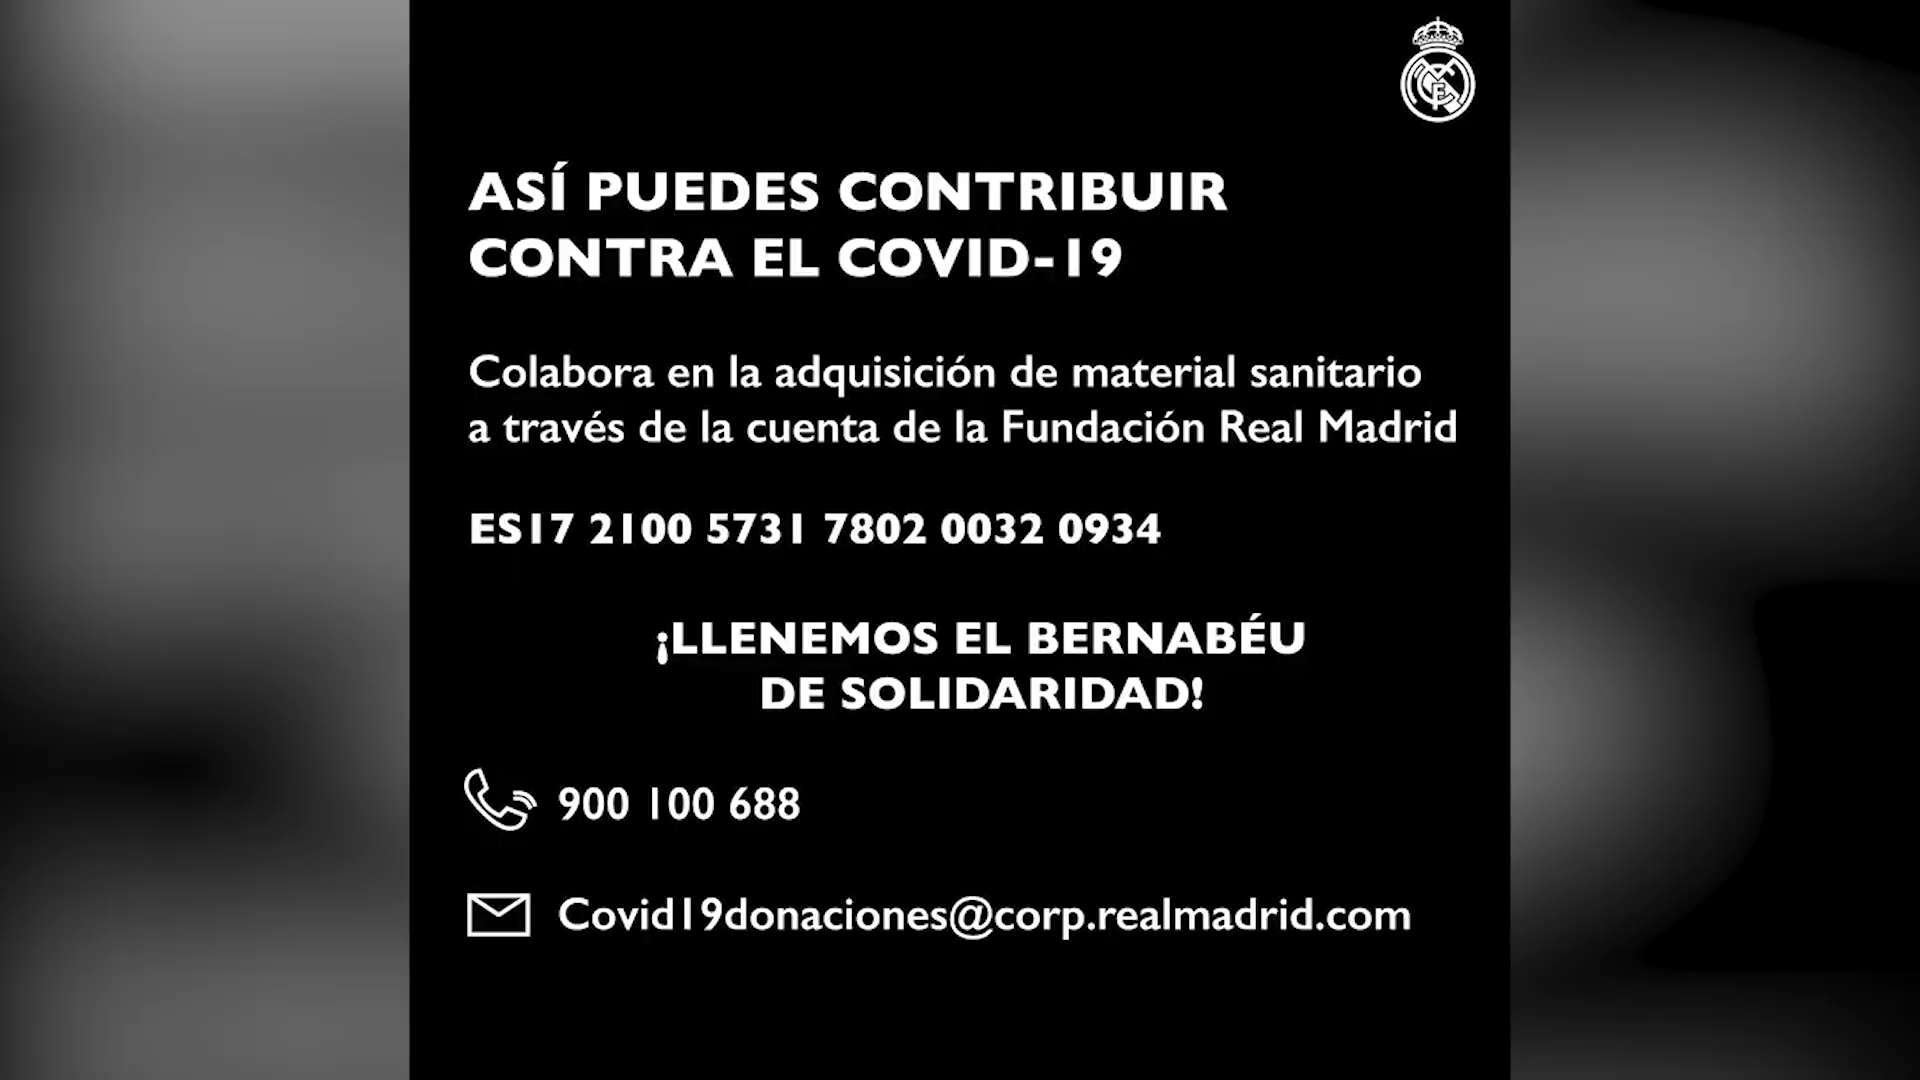 ASÍ PUEDES CONTRIBUIR
CONTRA EL COVID-19
Colabora en la adquisición de material sanitario
a través de la cuenta de la Fundación Real Madrid
ES17 2100 5731 7802 0032 0934
¡LLENEMOS EL BERNABÉU
DE SOLIDARIDAD!
900 100 688
Covid19donaciones@corp.realmadrid.com